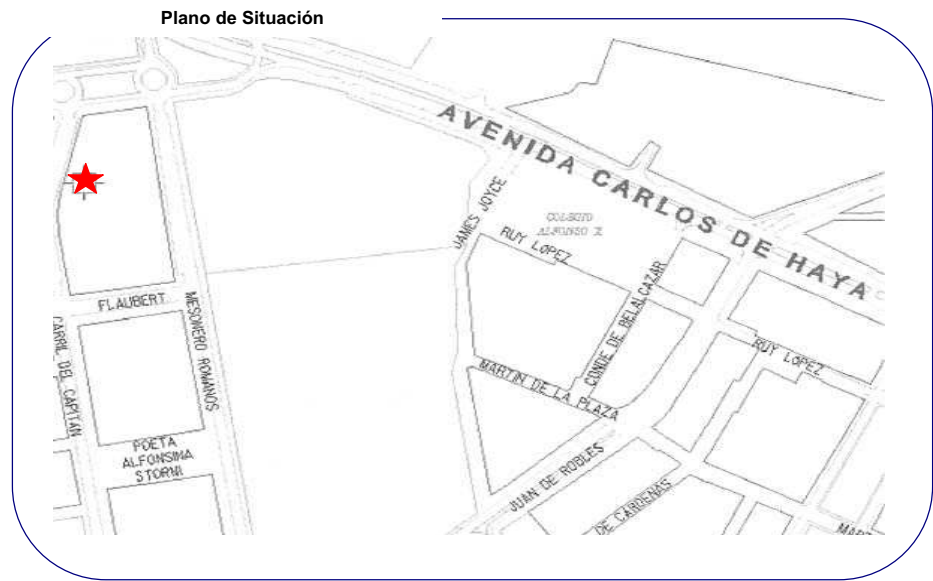 Plano de Situación
AVENIDA CARLOS DE HAYA
JAMES JOYCE
COLEGIO
ALFONSO X
RUY LOPEZ
CONDE DE BELALCAZAR
FLAUBERT
MESONERO ROMANOS
CARRIL DEL CAPITAN
RUY LOPEZ
MARTIN DE LA PLAZA
POETA
ALFONSINA
STORNI
JUAN DE ROBLES
DE CARDENAS